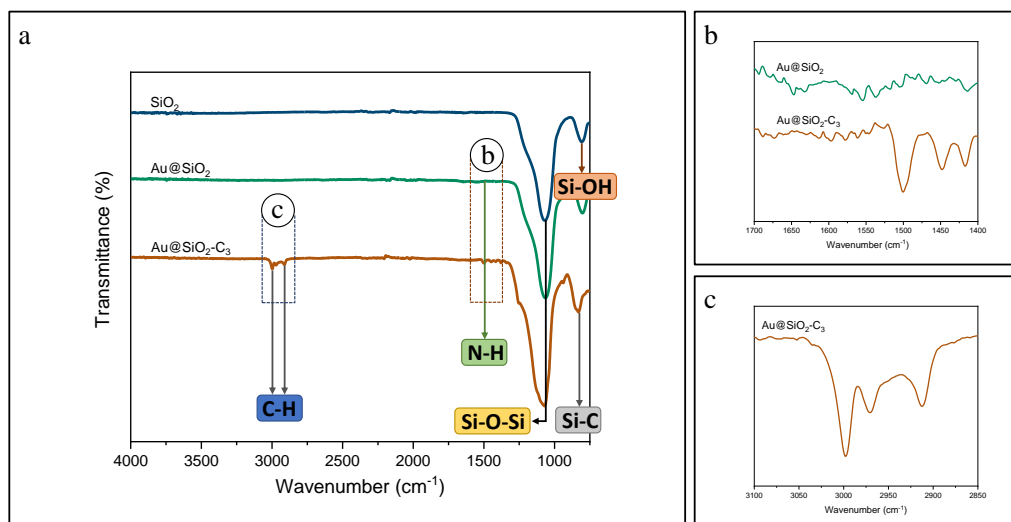 a
SiO₂
Au@SiO₂
Au@SiO₂-C₃
b
c
Si-OH
N-H
C-H
Si-O-Si
Si-C
Transmittance (%)
4000 3000 2500 2000 1500 1000
Wavenumber (cm⁻¹)
b
Au@SiO₂
Au@SiO₂-C₃
1700 1650 1600 1550 1500 1450 1400
Wavenumber (cm⁻¹)
c
Au@SiO₂-C₃
3100 3050 3000 2950 2900 2850
Wavenumber (cm⁻¹)